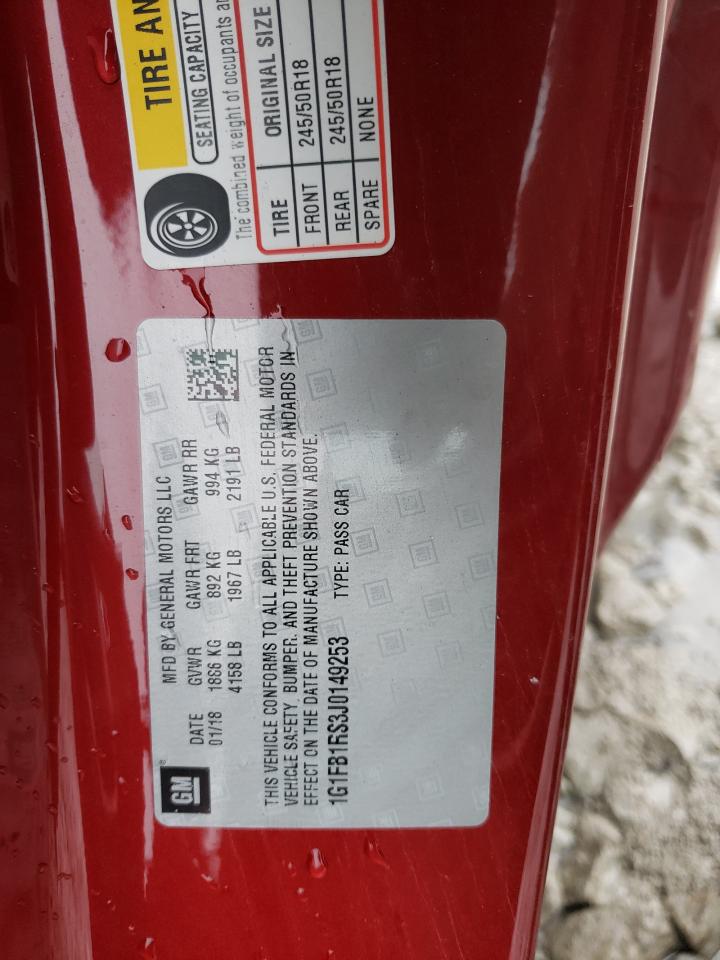 TIRE AN
SEATING CAPACITY
The combined weight of occupants an
TIRE ORIGINAL SIZE
FRONT 245/50R18
REAR 245/50R18
SPARE NONE
GM
MFD BY GENERAL MOTORS LLC
DATE GVWR GAWR FRT GAWR RR
01/18 1886 KG 892 KG 994 KG
4158 LB 1967 LB 2191 LB
THIS VEHICLE CONFORMS TO ALL APPLICABLE U.S. FEDERAL MOTOR
VEHICLE SAFETY, BUMPER, AND THEFT PREVENTION STANDARDS IN
EFFECT ON THE DATE OF MANUFACTURE SHOWN ABOVE.
1G1FB1RS3J0149253 TYPE: PASS CAR